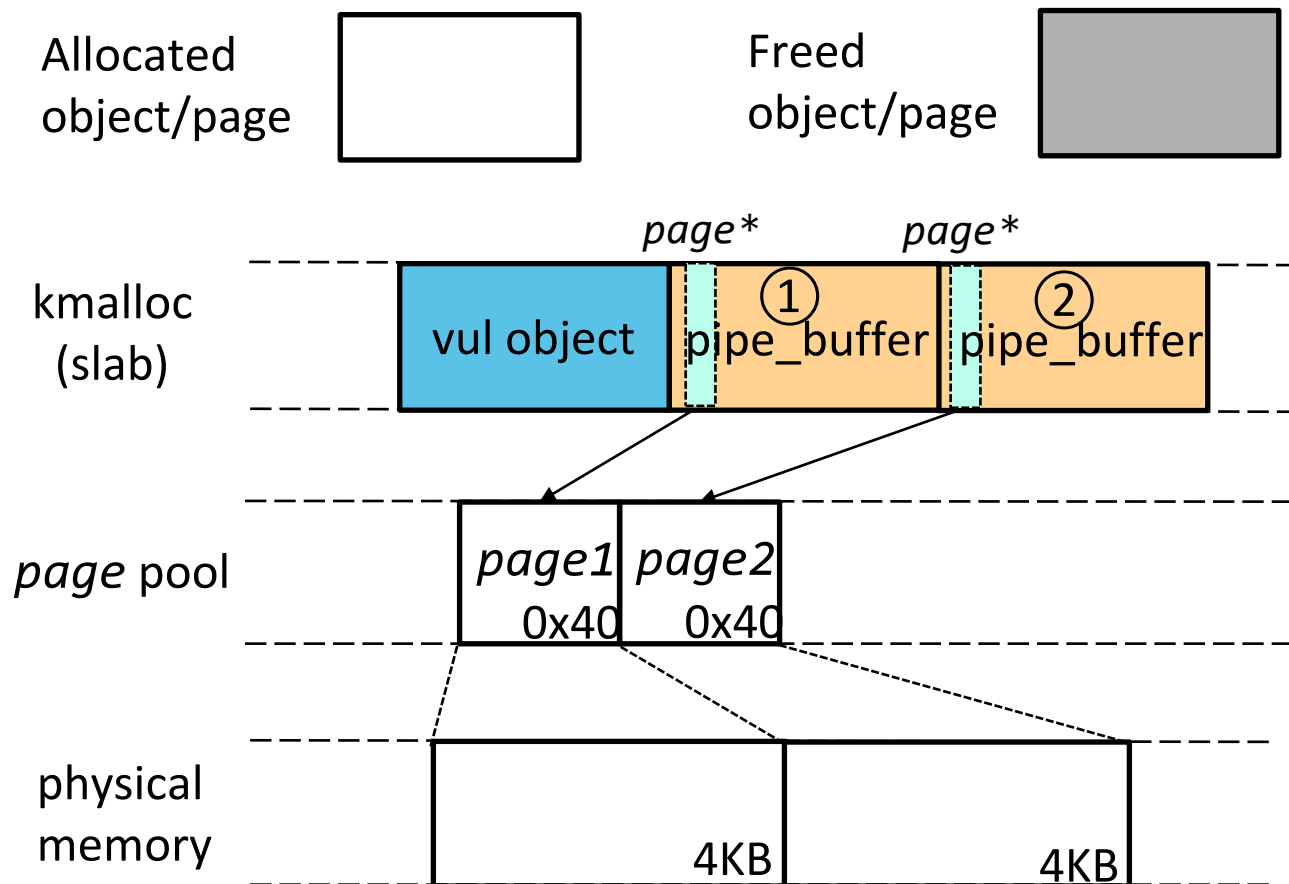 Allocated
object/page
Freed
object/page
page*
page*
kmalloc
(slab)
vul object
1
pipe_buffer
2
pipe_buffer
page pool
page1
0x40
page2
0x40
physical
memory
4KB
4KB